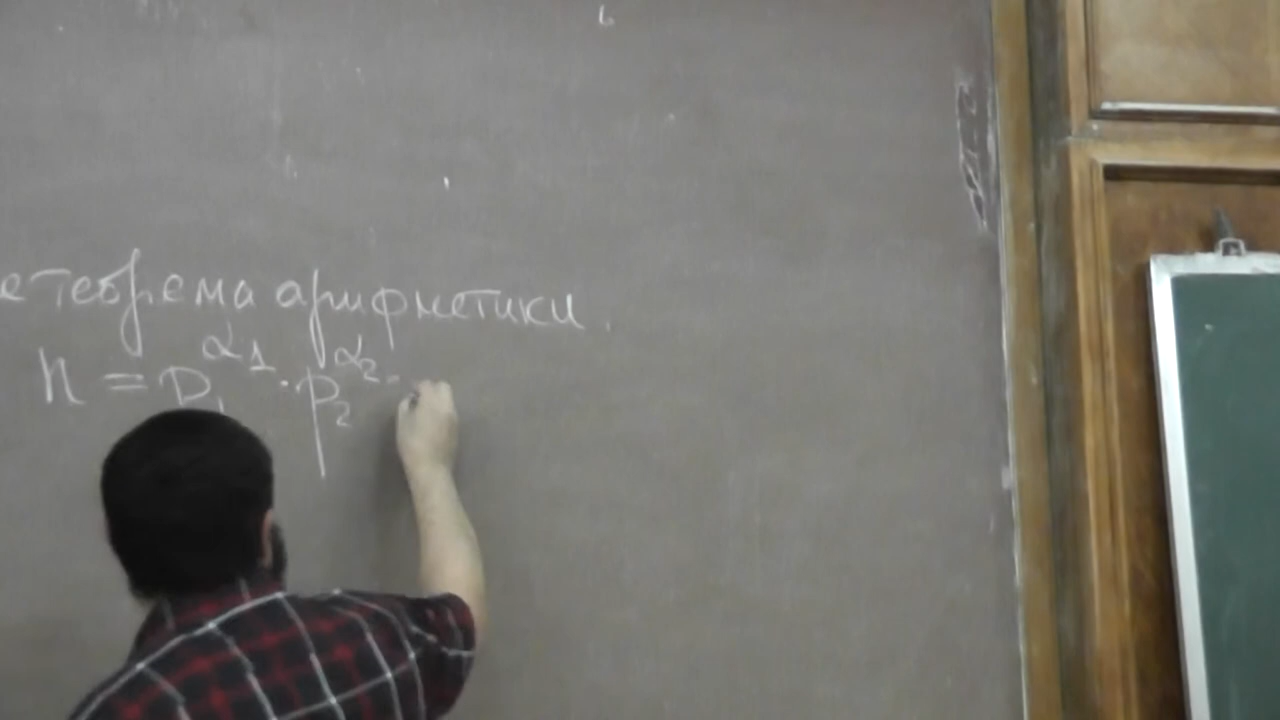 теорема арифметики.
n = p₁^α₁ · p₂^α₂ ·